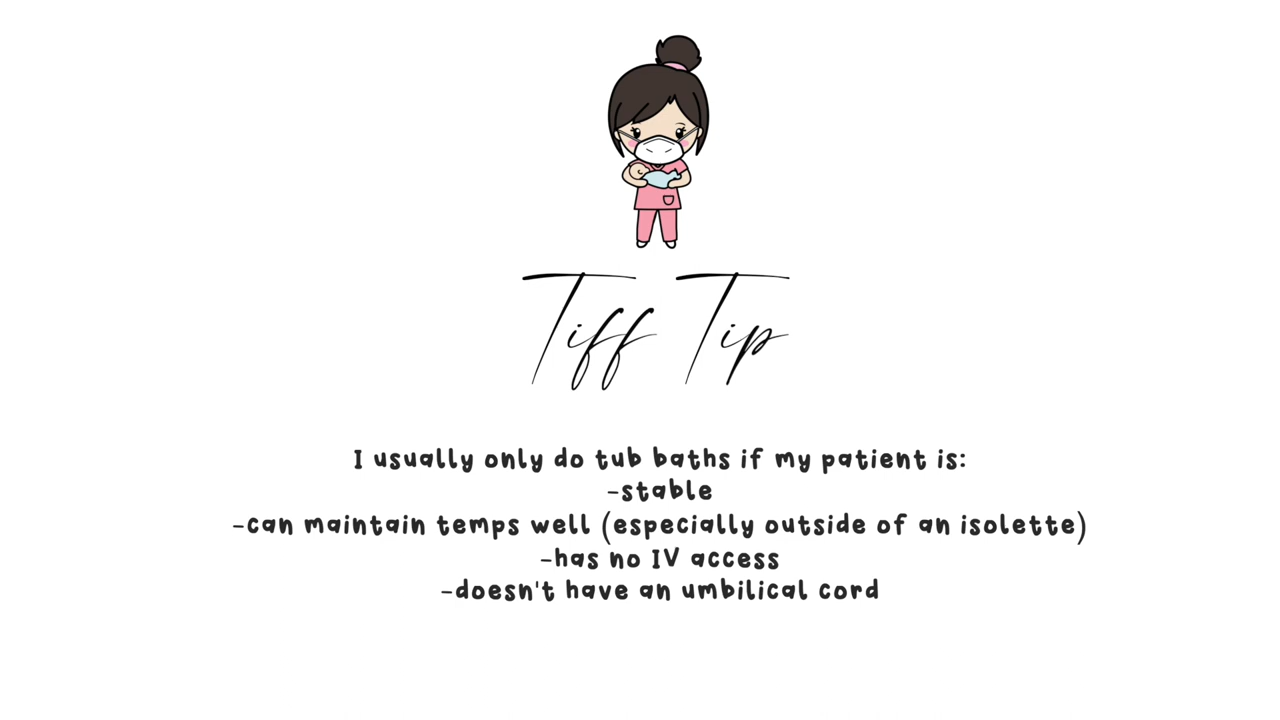 Tiff Tip
I usually only do tub baths if my patient is:
-stable
-can maintain temps well (especially outside of an isolette)
-has no IV access
-doesn't have an umbilical cord